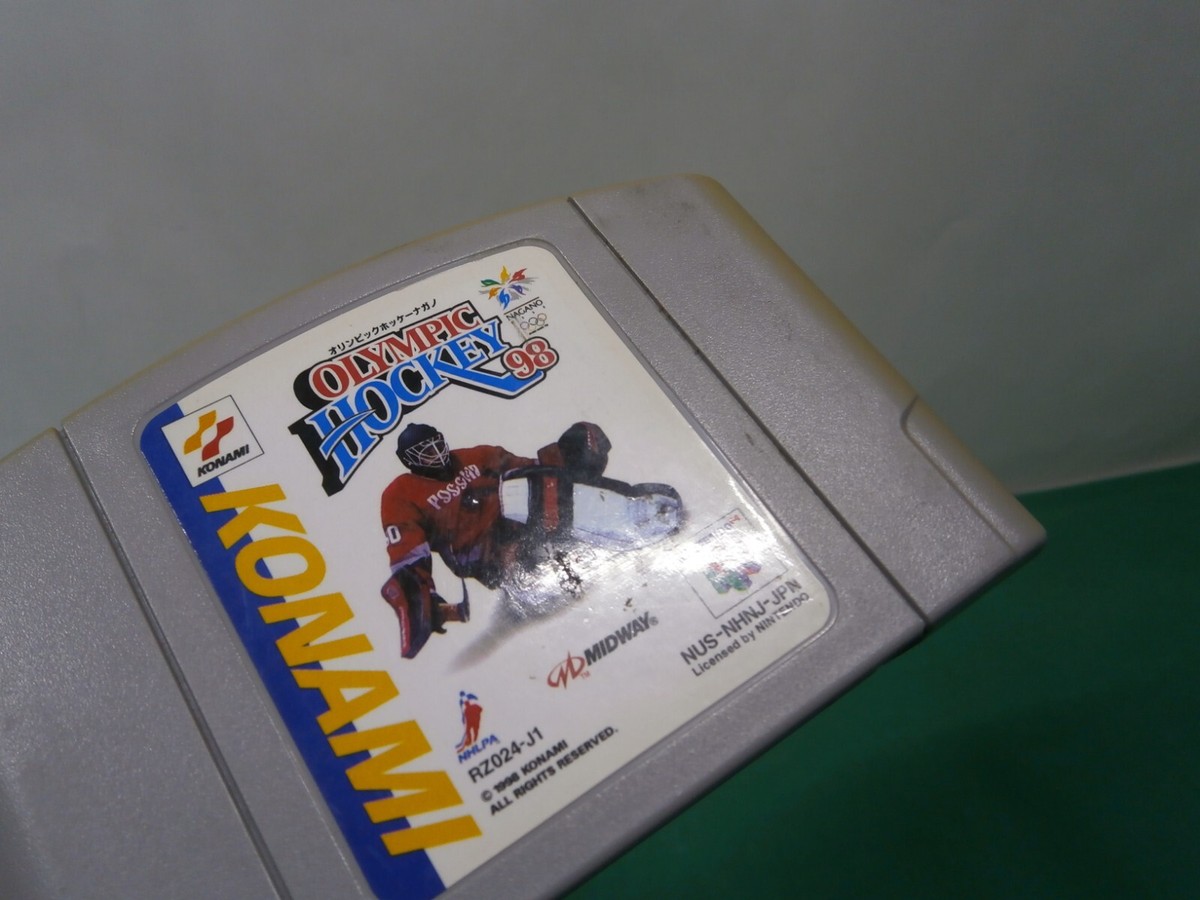 オリンピックホッケーナガノ
OLYMPIC
HOCKEY
98
NAGANO
KONAMI
KONAMI
РОССИЯ
MIDWAY®
NUS-NHNJ-JPN
Licensed by NINTENDO
NHLPA
RZ024-J1
© 1998 KONAMI
ALL RIGHTS RESERVED.